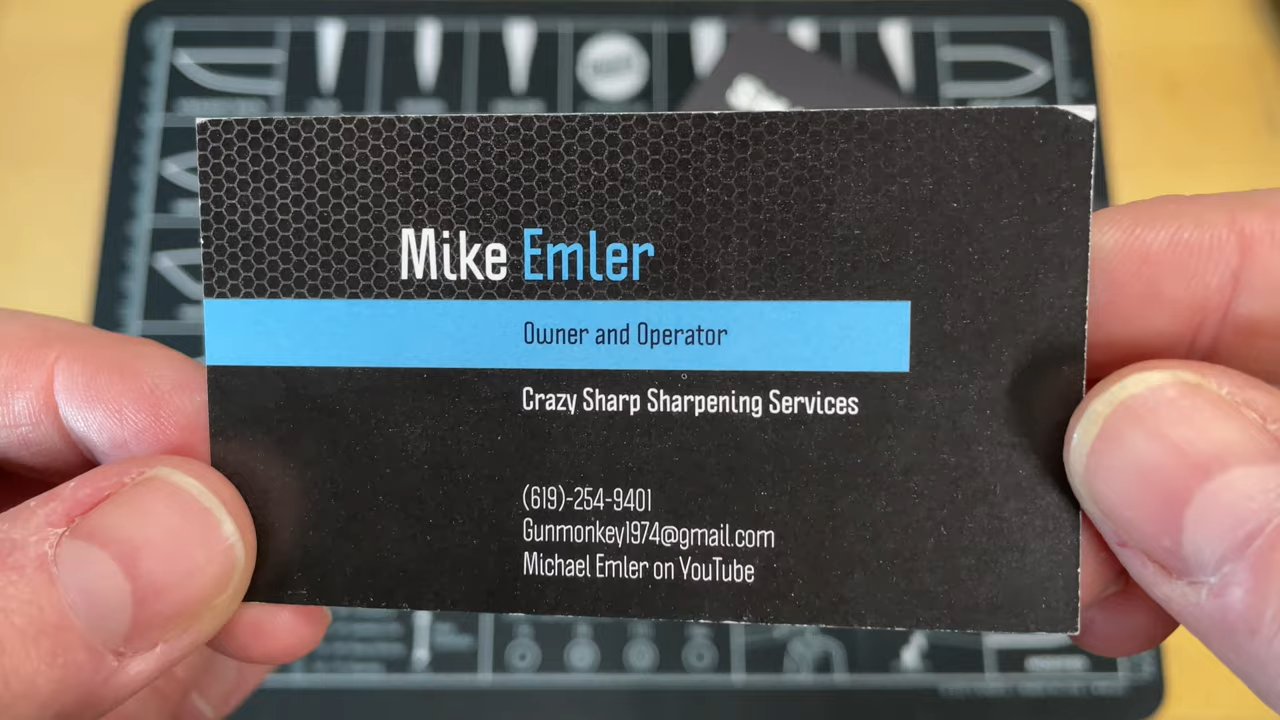 Mike Emler
Owner and Operator
Crazy Sharp Sharpening Services
(619)-254-9401
Gunmonkey1974@gmail.com
Michael Emler on YouTube